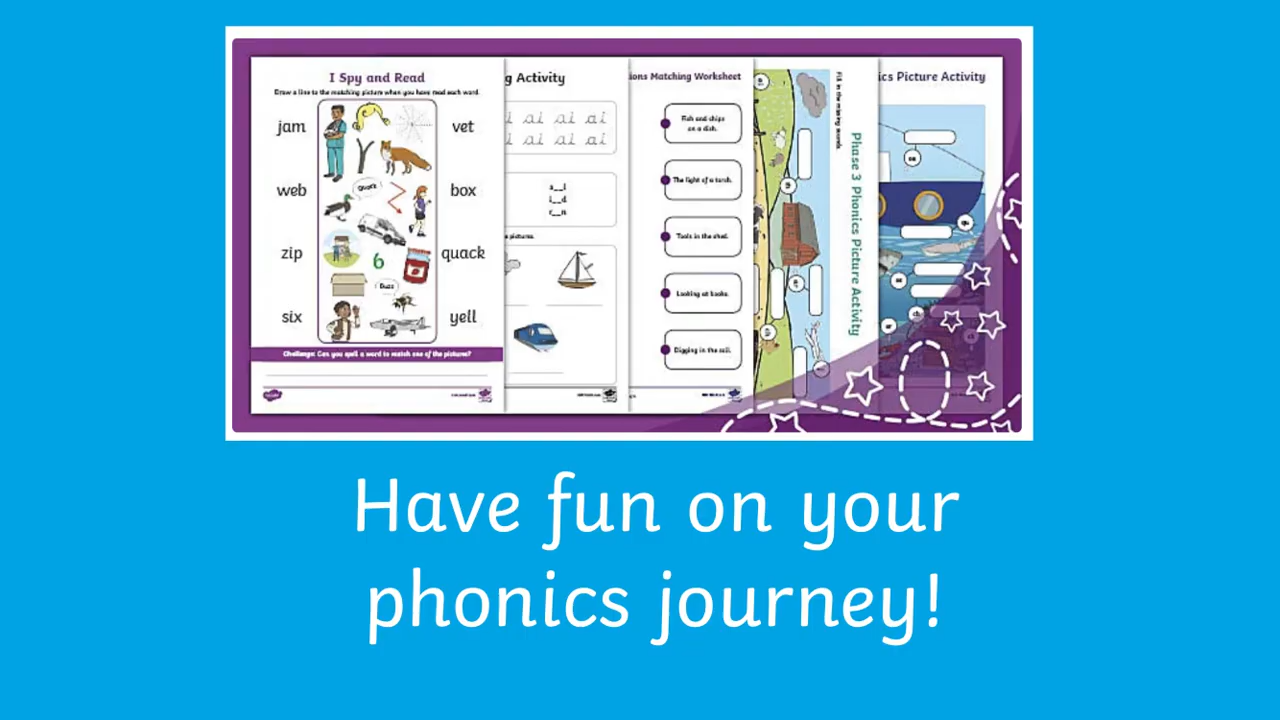 I Spy and Read
Draw a line to the matching picture when you have read each word.
jam
vet
web
box
zip
quack
six
yell
Quack
6
Buzz
Challenge: Can you spell a word to match one of the pictures?
g Activity
ai ai ai
ai ai ai
s__l
i__d
r__n
pictures.
ions Matching Worksheet
Fish and chips
on a dish.
The light of a torch.
Tools in the shed.
Looking at books.
Digging in the soil.
Fill in the missing sounds.
Phase 3 Phonics Picture Activity
ics Picture Activity
Have fun on your
phonics journey!